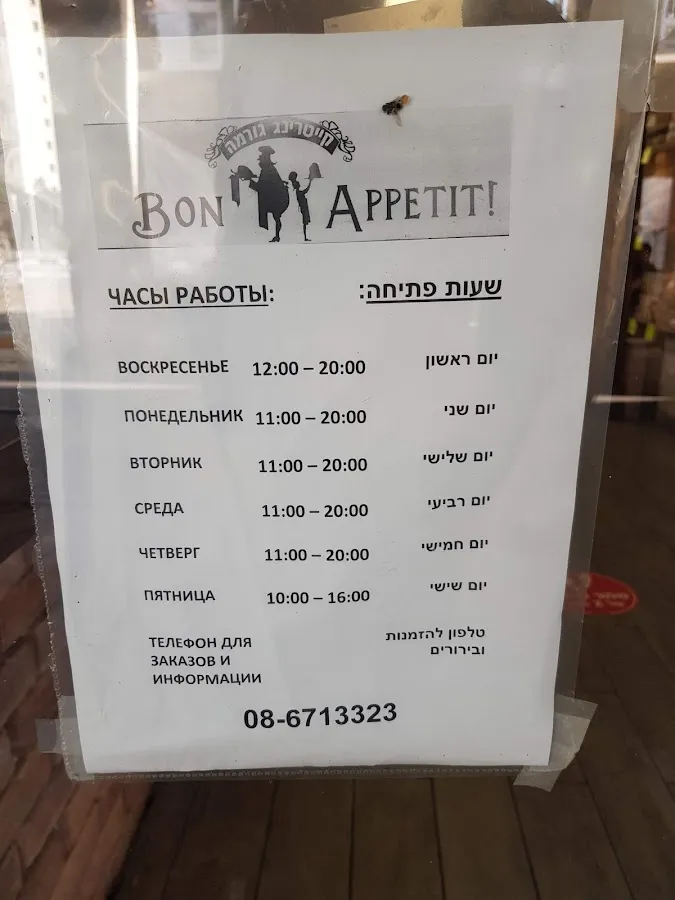 קייטרינג גורמה
BON APPETIT!
ЧАСЫ РАБОТЫ: שעות פתיחה:
ВОСКРЕСЕНЬЕ 12:00 – 20:00 יום ראשון
ПОНЕДЕЛЬНИК 11:00 – 20:00 יום שני
ВТОРНИК 11:00 – 20:00 יום שלישי
СРЕДА 11:00 – 20:00 יום רביעי
ЧЕТВЕРГ 11:00 – 20:00 יום חמישי
ПЯТНИЦА 10:00 – 16:00 יום שישי
ТЕЛЕФОН ДЛЯ
ЗАКАЗОВ И
ИНФОРМАЦИИ
טלפון להזמנות
ובירורים
08-6713323